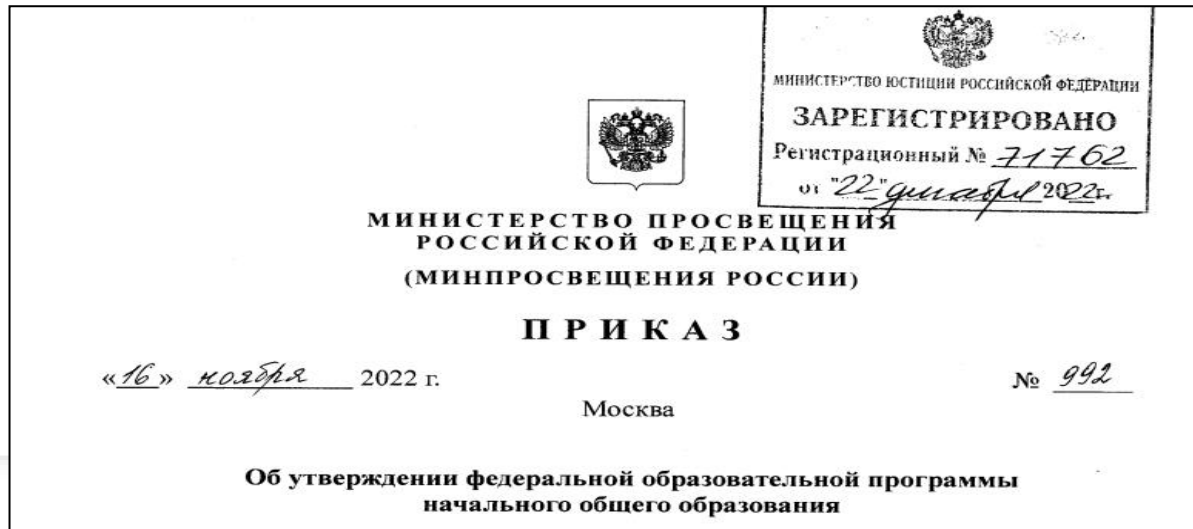 МИНИСТЕРСТВО ЮСТИЦИИ РОССИЙСКОЙ ФЕДЕРАЦИИ
ЗАРЕГИСТРИРОВАНО
Регистрационный № 71762
от "22" декабря 2022г.
МИНИСТЕРСТВО ПРОСВЕЩЕНИЯ
РОССИЙСКОЙ ФЕДЕРАЦИИ
(МИНПРОСВЕЩЕНИЯ РОССИИ)
ПРИКАЗ
«16» ноября 2022 г.
№ 992
Москва
Об утверждении федеральной образовательной программы
начального общего образования